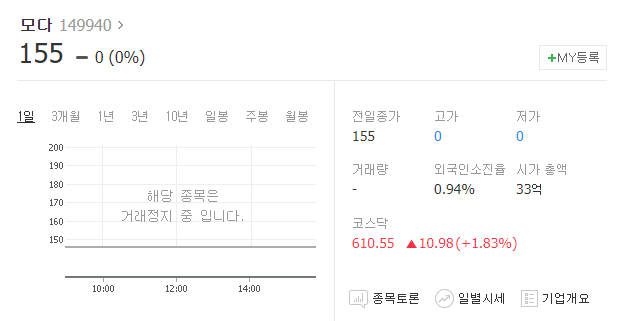 모다 149940 >
155 – 0 (0%)
+MY등록
1일 3개월 1년 3년 10년 일봉 주봉 월봉
200
190
180
170
160
150
해당 종목은
거래정지 중 입니다.
10:00 12:00 14:00
전일종가 고가 저가
155 0 0
거래량 외국인소진율 시가 총액
- 0.94% 33억
코스닥
610.55 ▲10.98(+1.83%)
종목토론 일별시세 기업개요